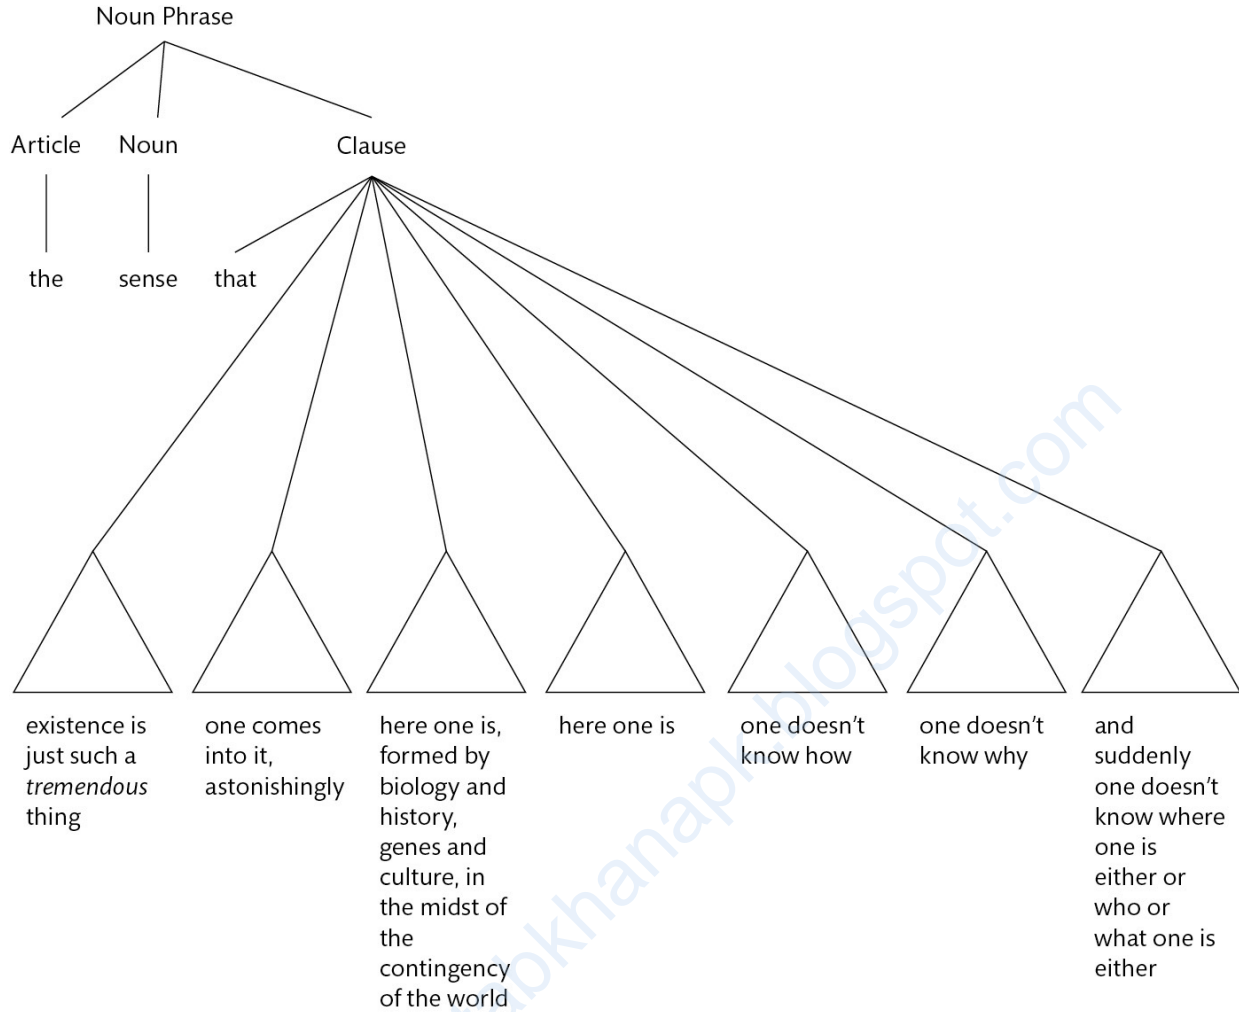 Noun Phrase
Article Noun Clause
the sense that
existence is
just such a
tremendous
thing
one comes
into it,
astonishingly
here one is,
formed by
biology and
history,
genes and
culture, in
the midst of
the
contingency
of the world
here one is
one doesn't
know how
one doesn't
know why
and
suddenly
one doesn't
know where
one is
either or
who or
what one is
either
abkhanapk.blogspot.com